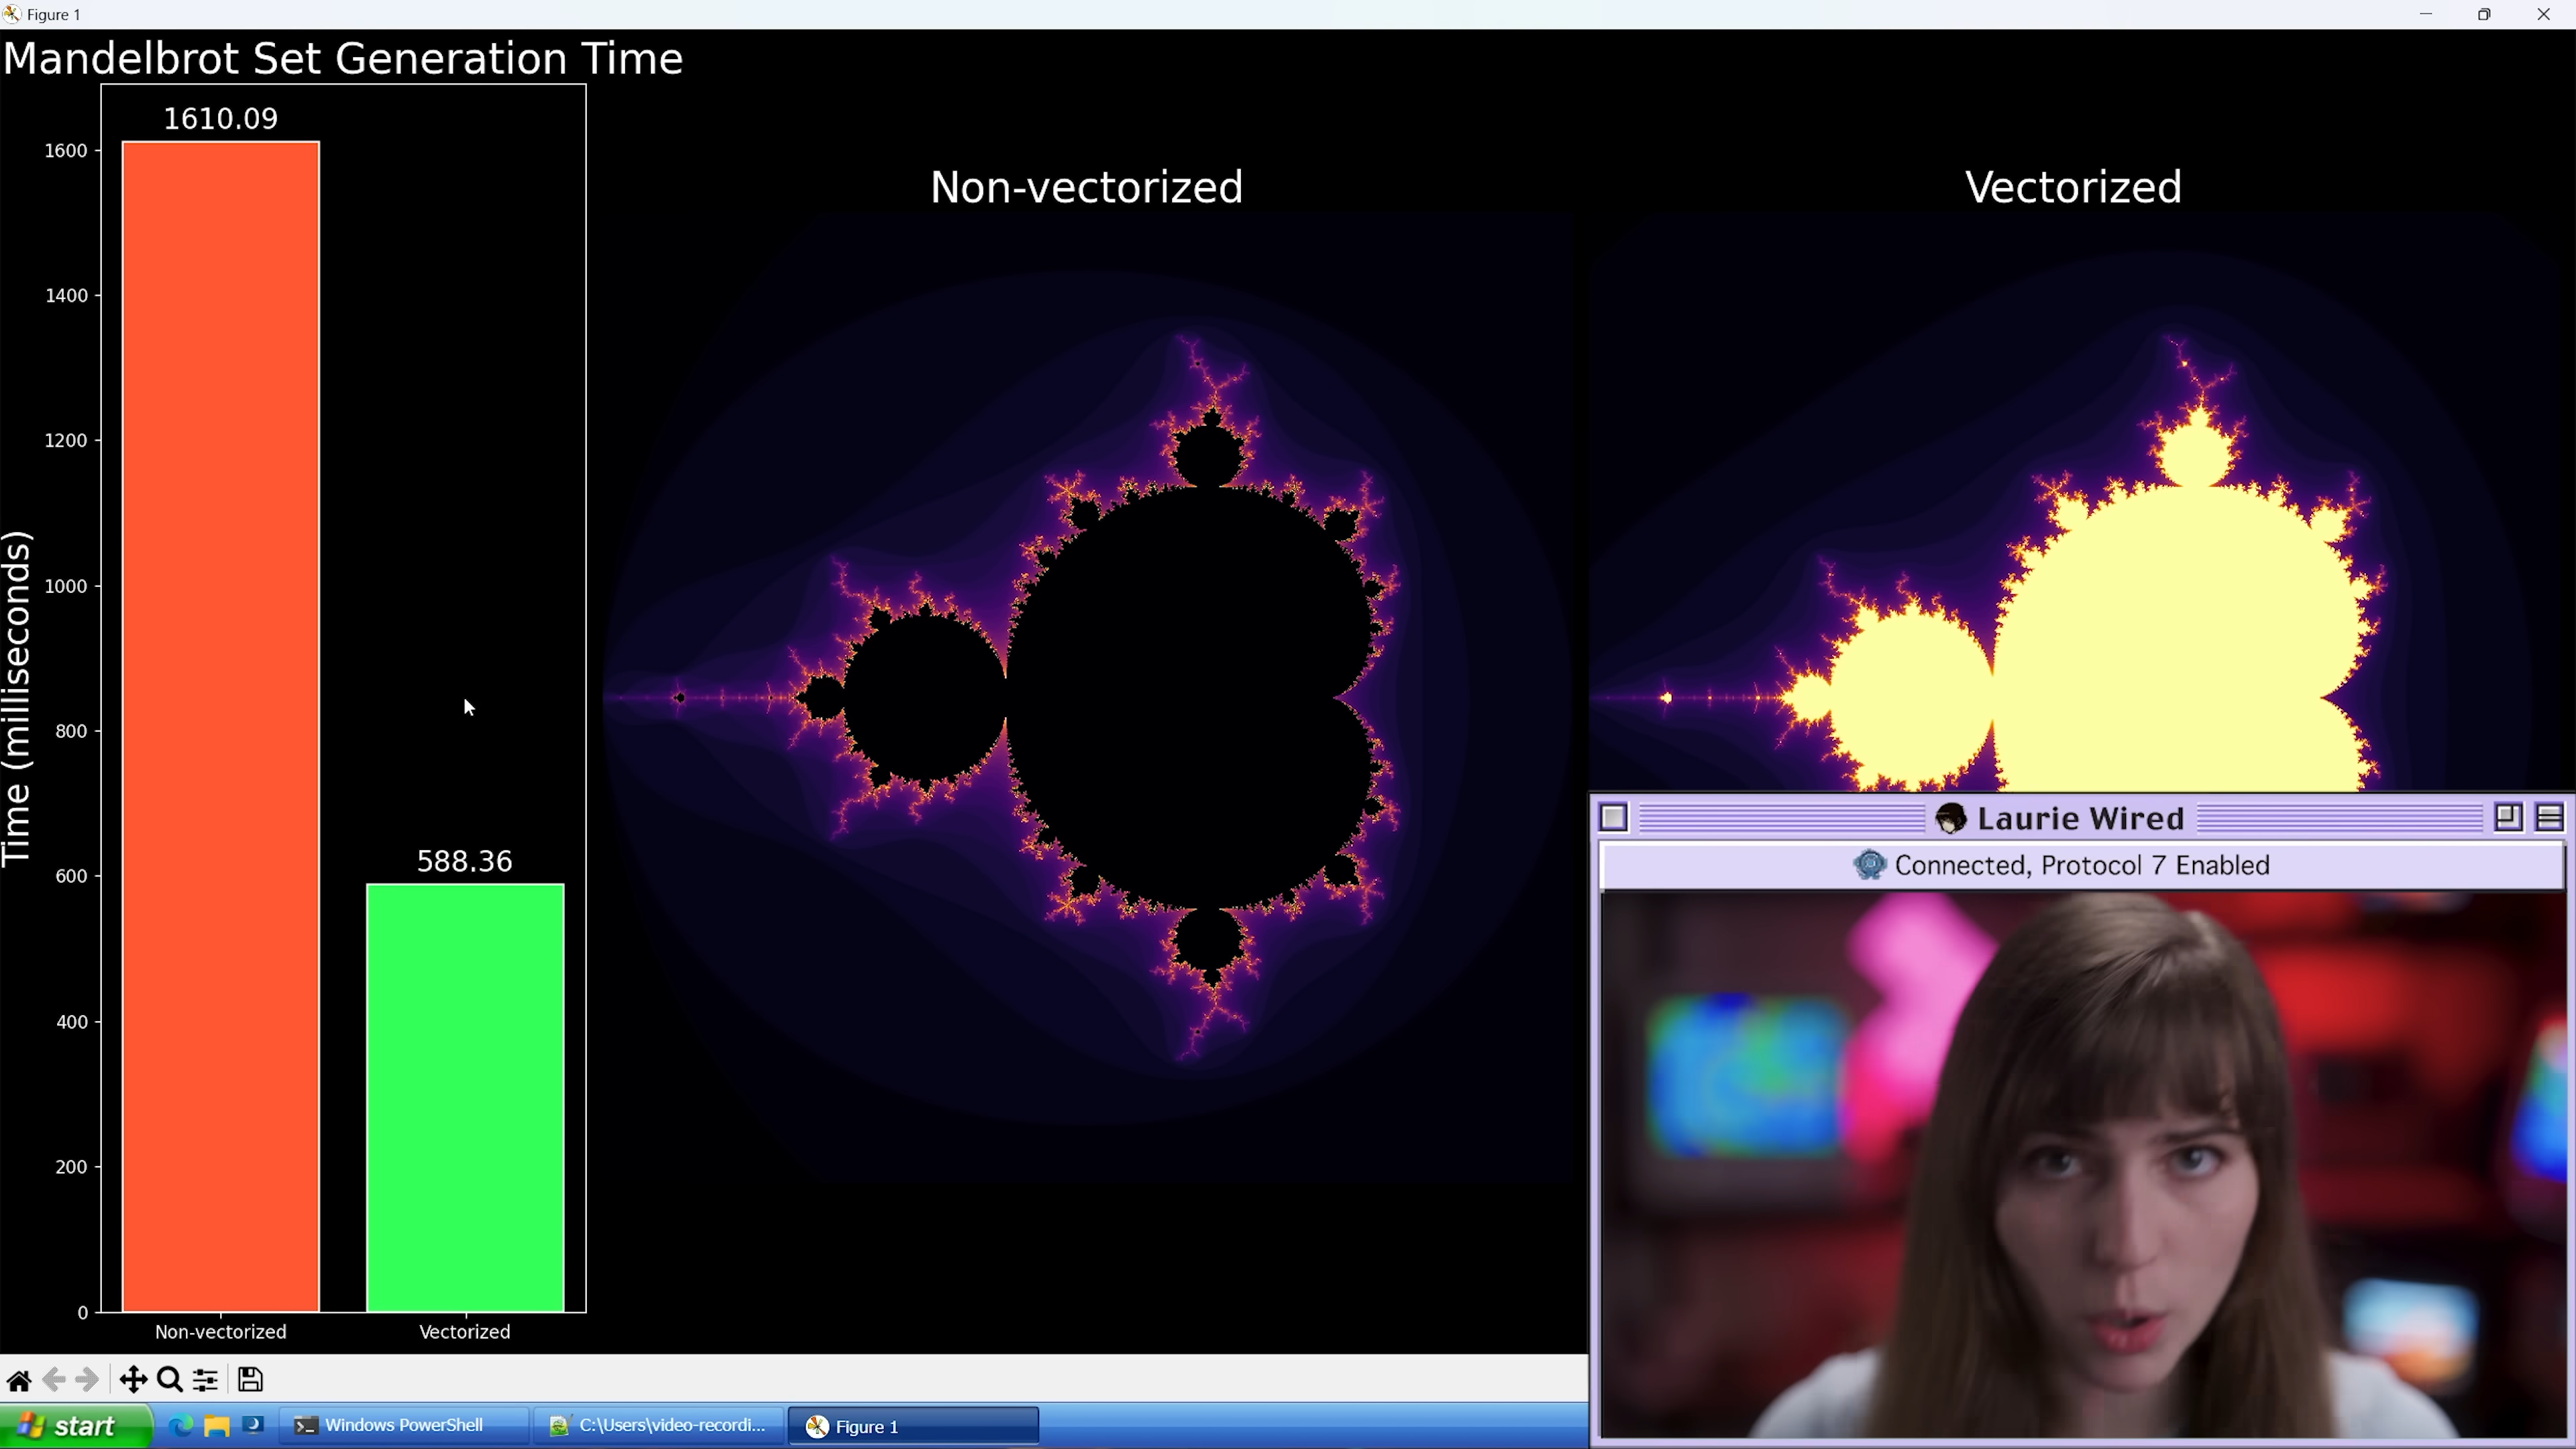 Figure 1
Mandelbrot Set Generation Time
1610.09
1600
1400
1200
1000
800
600
400
200
0
Time (milliseconds)
588.36
Non-vectorized
Vectorized
Non-vectorized
Vectorized
Laurie Wired
Connected, Protocol 7 Enabled
start
Windows PowerShell
C:\Users\video-recordi...
Figure 1